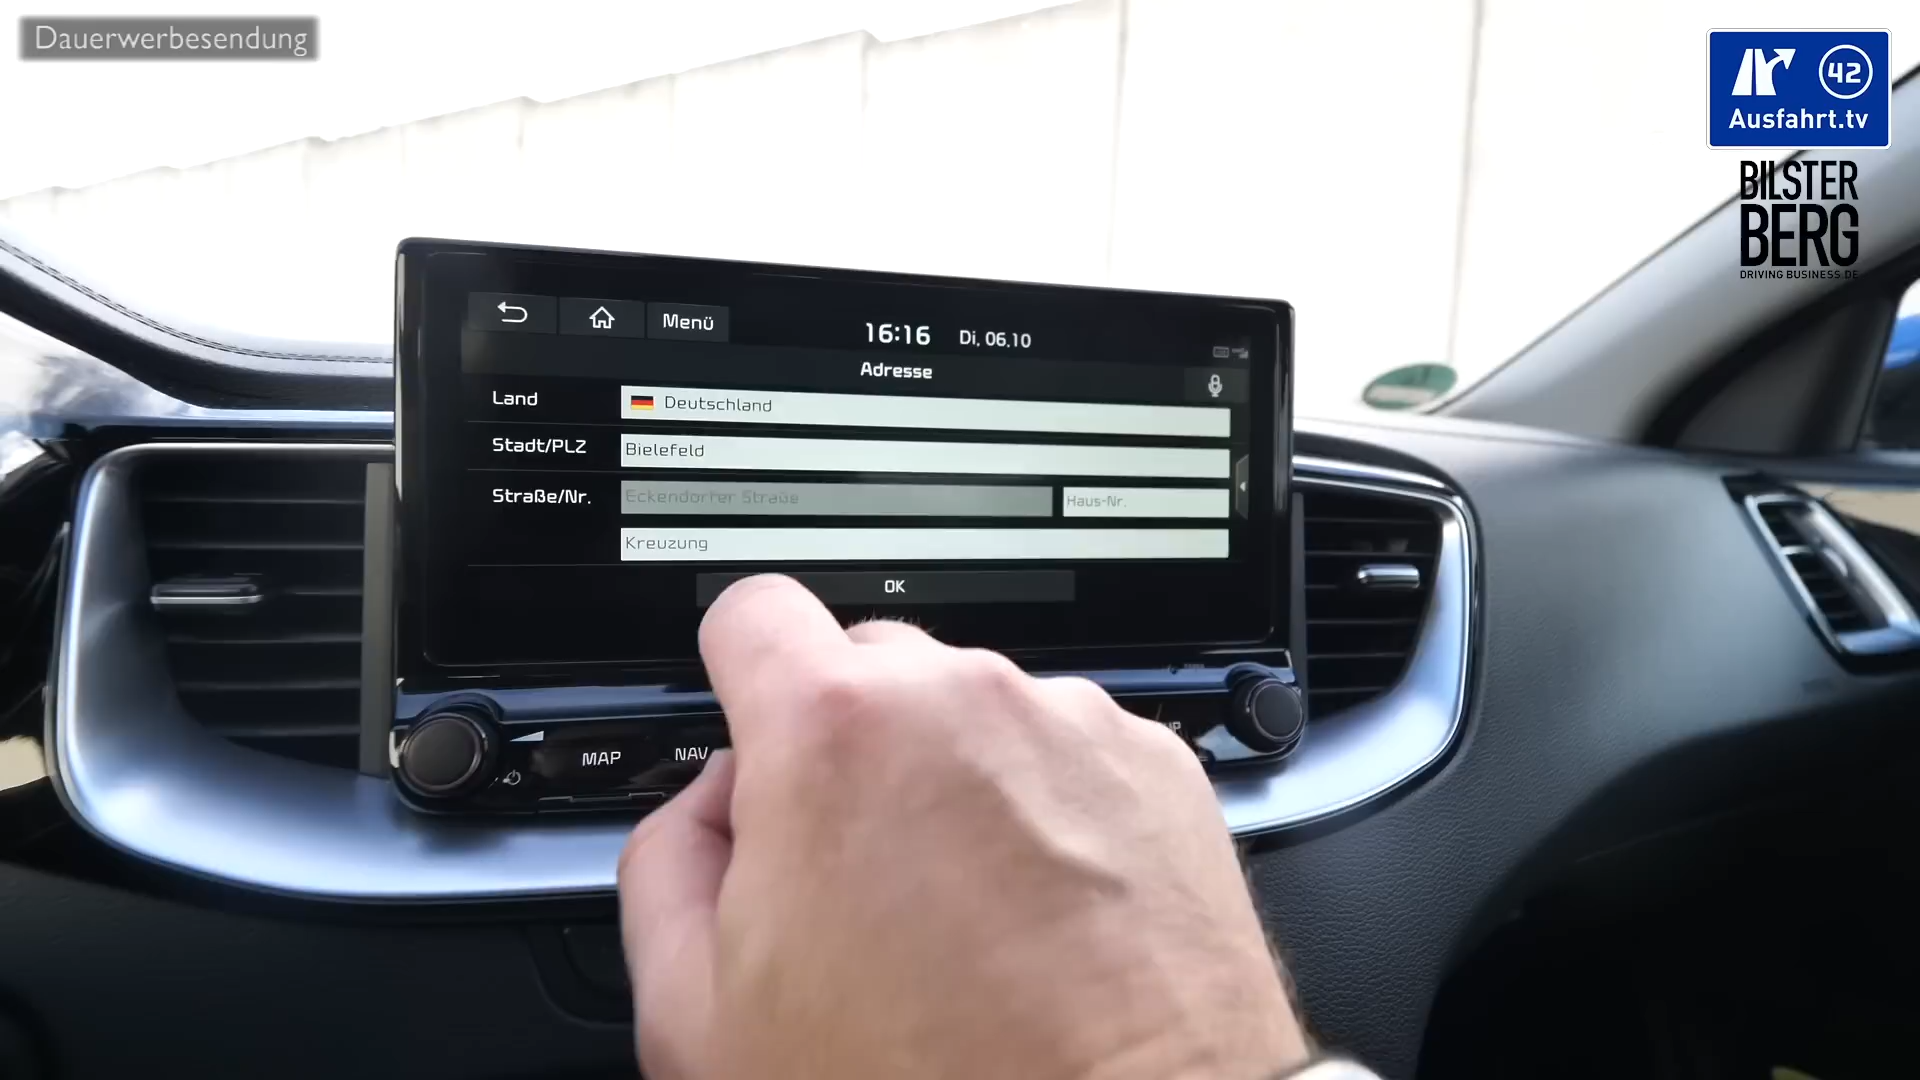 Dauerwerbesendung
42
Ausfahrt.tv
BILSTER
BERG
DRIVING BUSINESS DE
Menü
16:16 Di, 06.10
Adresse
Land Deutschland
Stadt/PLZ Bielefeld
Straße/Nr. Eckendorfer Straße Haus-Nr.
Kreuzung
OK
MAP NAV